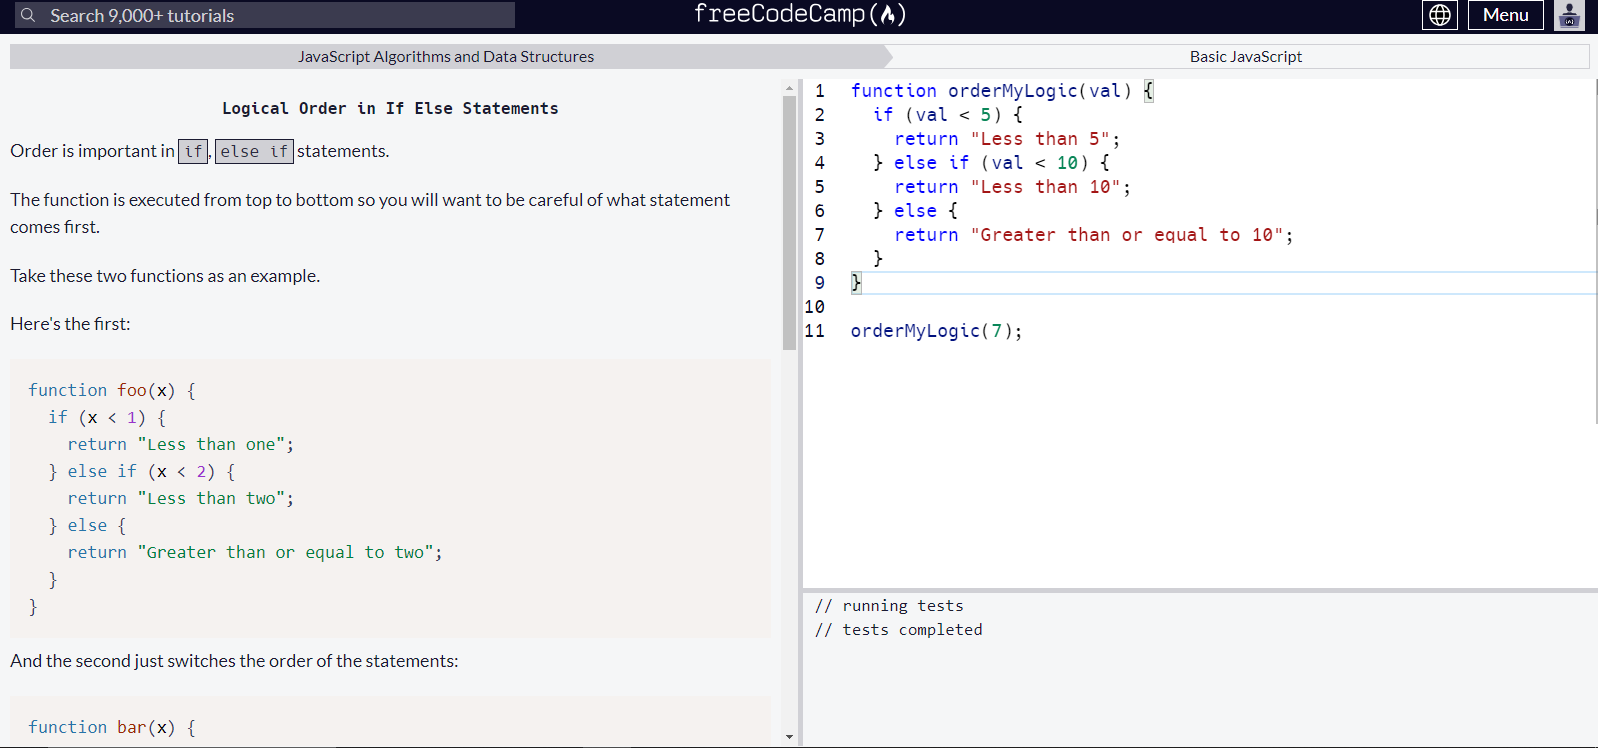 Search 9,000+ tutorials
freeCodeCamp(🔥)
Menu
JavaScript Algorithms and Data Structures
Basic JavaScript
Logical Order in If Else Statements
Order is important in if, else if statements.
The function is executed from top to bottom so you will want to be careful of what statement
comes first.
Take these two functions as an example.
Here's the first:
function foo(x) {
  if (x < 1) {
    return "Less than one";
  } else if (x < 2) {
    return "Less than two";
  } else {
    return "Greater than or equal to two";
  }
}
And the second just switches the order of the statements:
function bar(x) {
1 function orderMyLogic(val) {
2   if (val < 5) {
3     return "Less than 5";
4   } else if (val < 10) {
5     return "Less than 10";
6   } else {
7     return "Greater than or equal to 10";
8   }
9 }
10
11 orderMyLogic(7);
// running tests
// tests completed